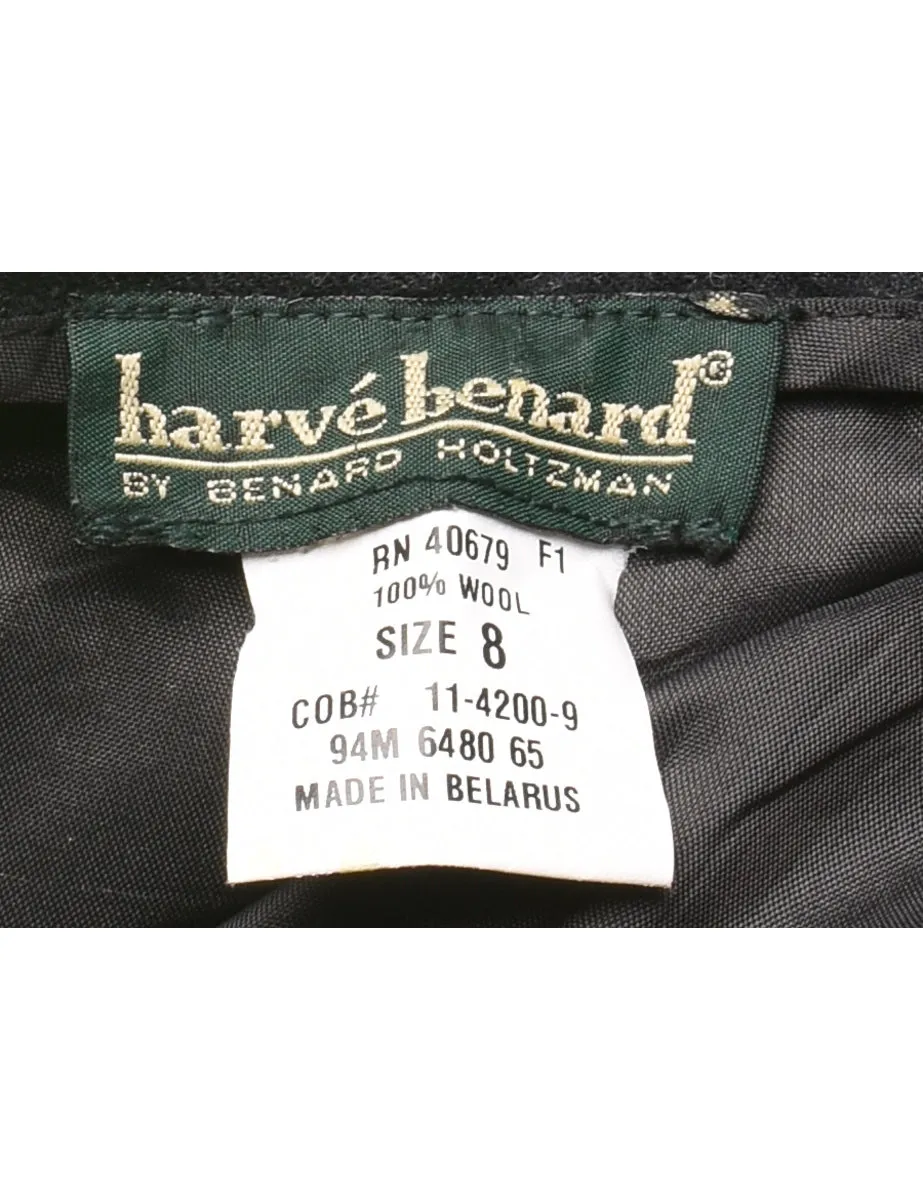 harvé benard®
BY BENARD HOLTZMAN
RN 40679 F1
100% WOOL
SIZE 8
COB# 11-4200-9
94M 6480 65
MADE IN BELARUS